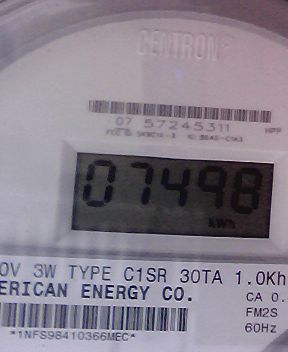 CENTRON®
07 57245311
07498
kWh
0V 3W TYPE C1SR 30TA 1.0Kh
ERICAN ENERGY CO.
CA 0.
FM2S
60Hz
*1NFS98410366MEC*